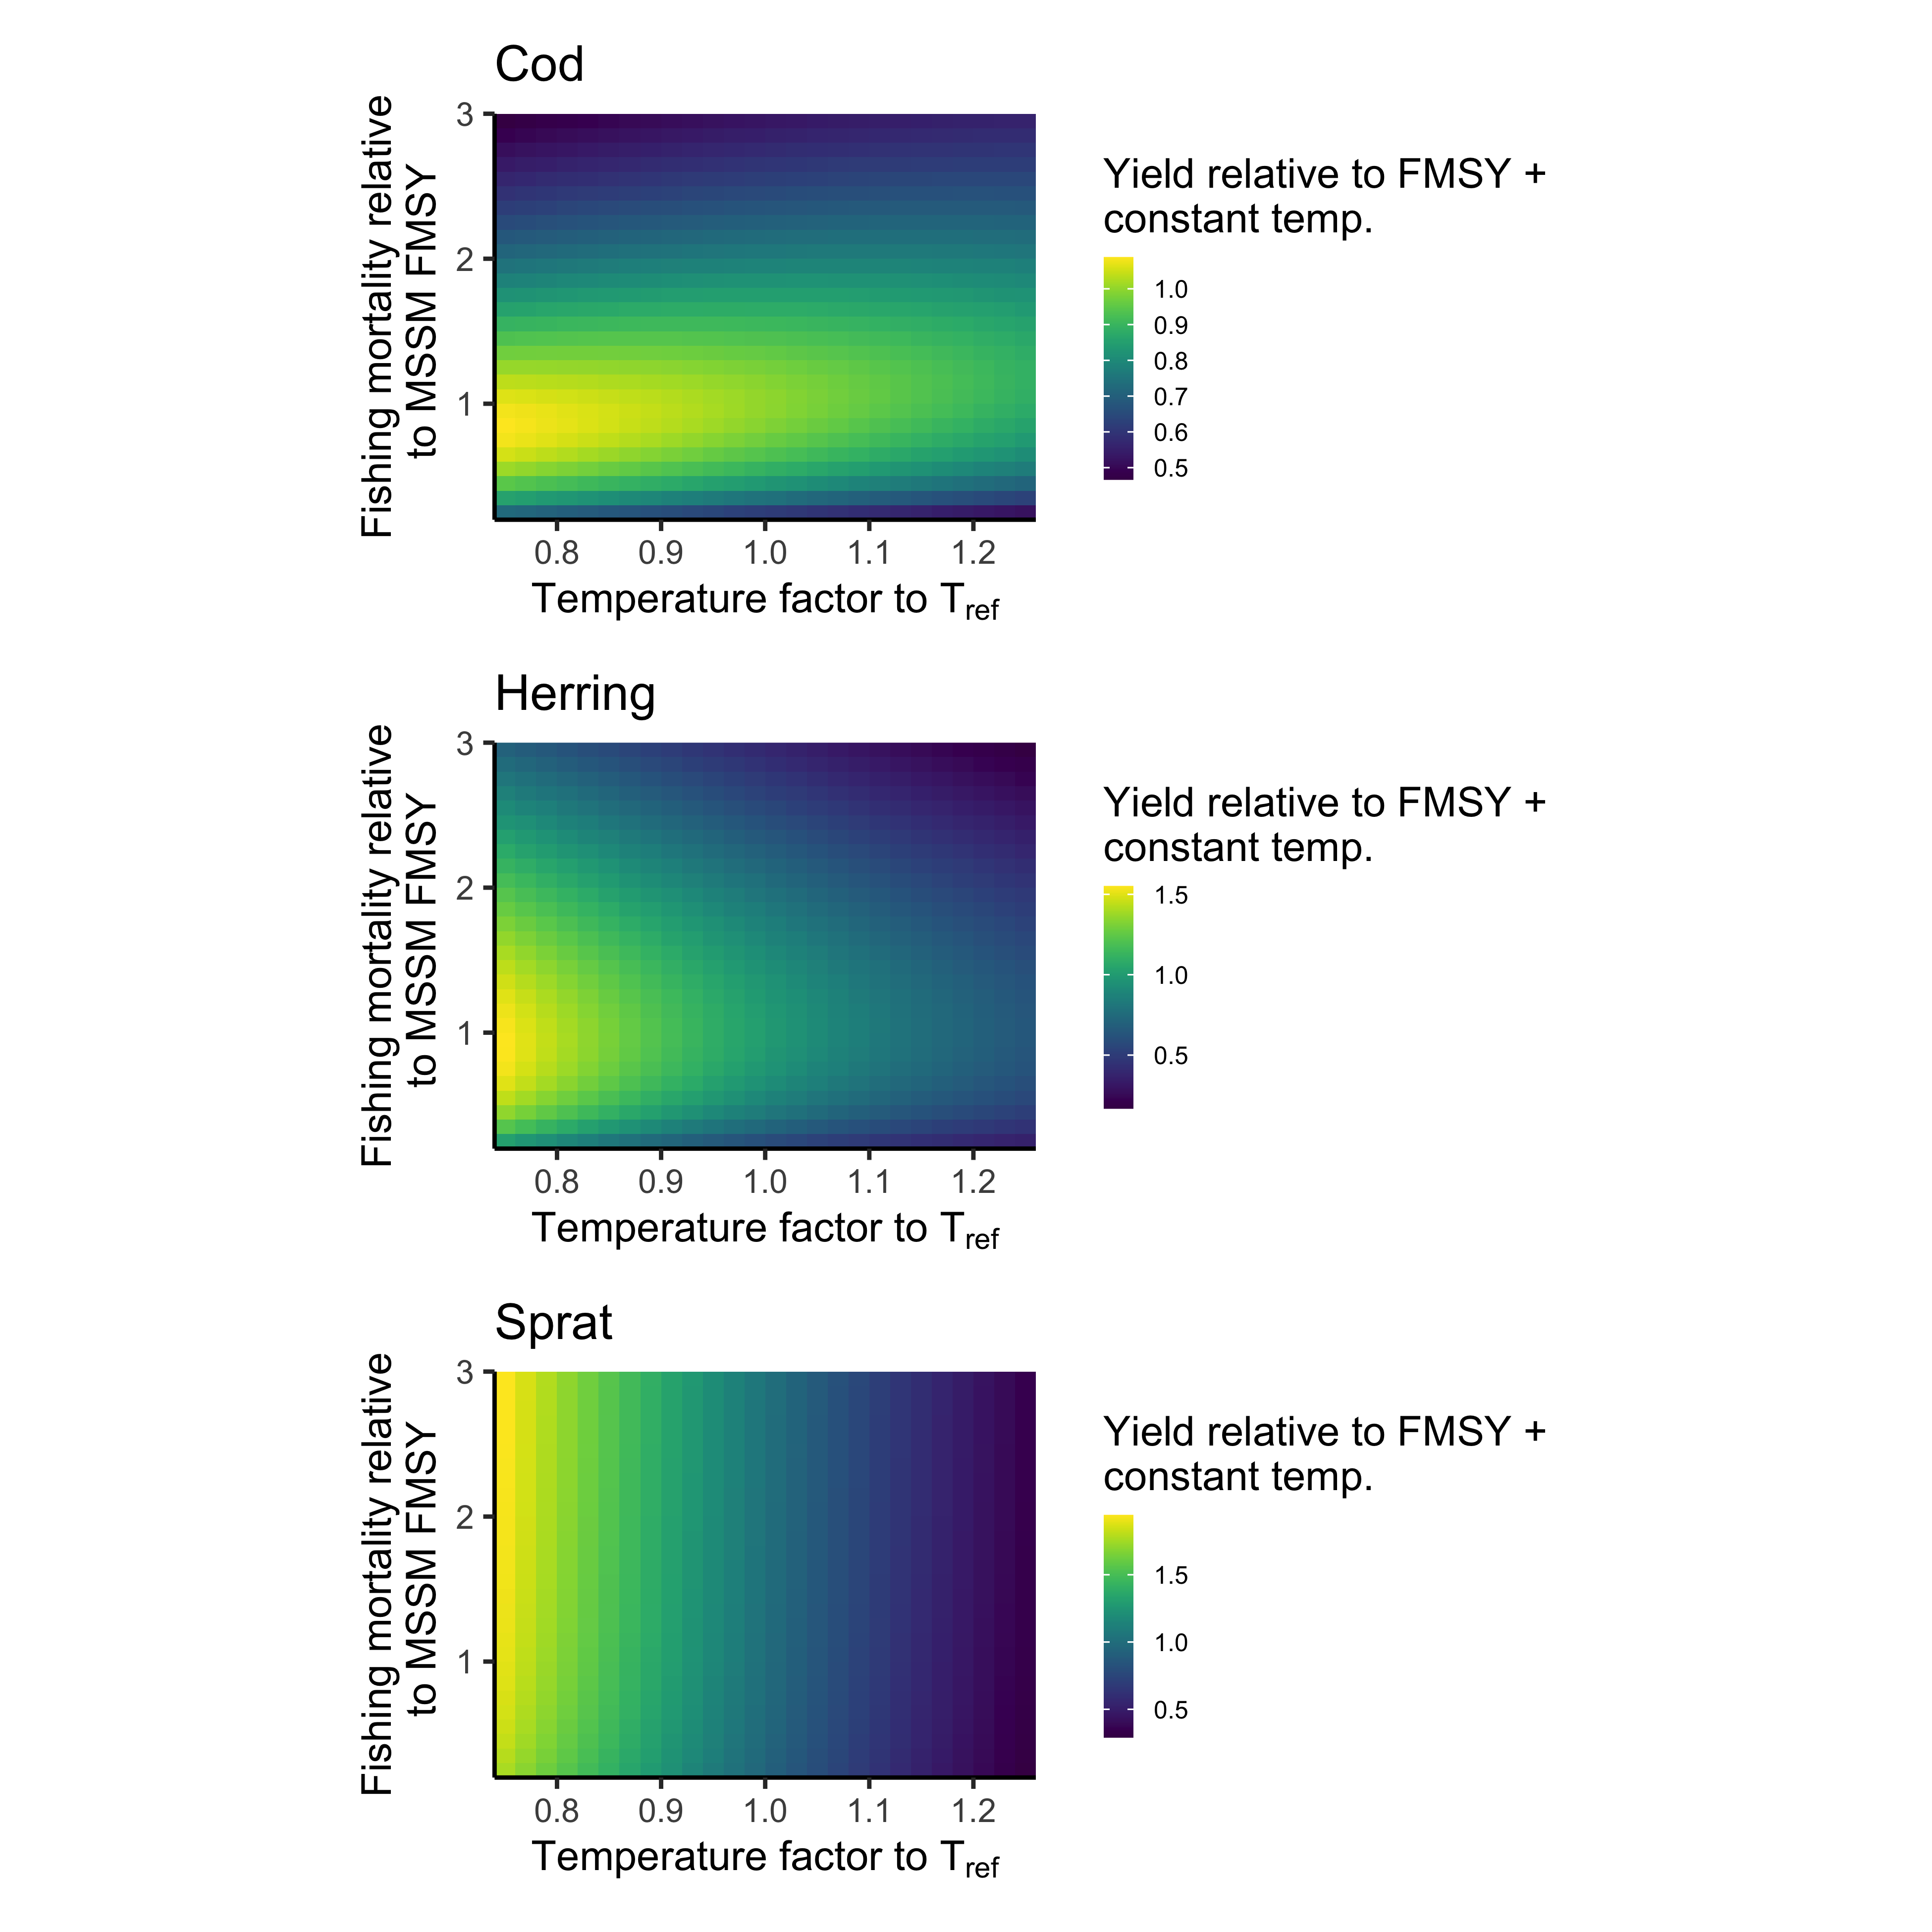 Cod
Fishing mortality relative
to MSSM FMSY
3
2
1
0.8 0.9 1.0 1.1 1.2
Temperature factor to Tref
Yield relative to FMSY +
constant temp.
1.0
0.9
0.8
0.7
0.6
0.5
Herring
Fishing mortality relative
to MSSM FMSY
3
2
1
0.8 0.9 1.0 1.1 1.2
Temperature factor to Tref
Yield relative to FMSY +
constant temp.
1.5
1.0
0.5
Sprat
Fishing mortality relative
to MSSM FMSY
3
2
1
0.8 0.9 1.0 1.1 1.2
Temperature factor to Tref
Yield relative to FMSY +
constant temp.
1.5
1.0
0.5